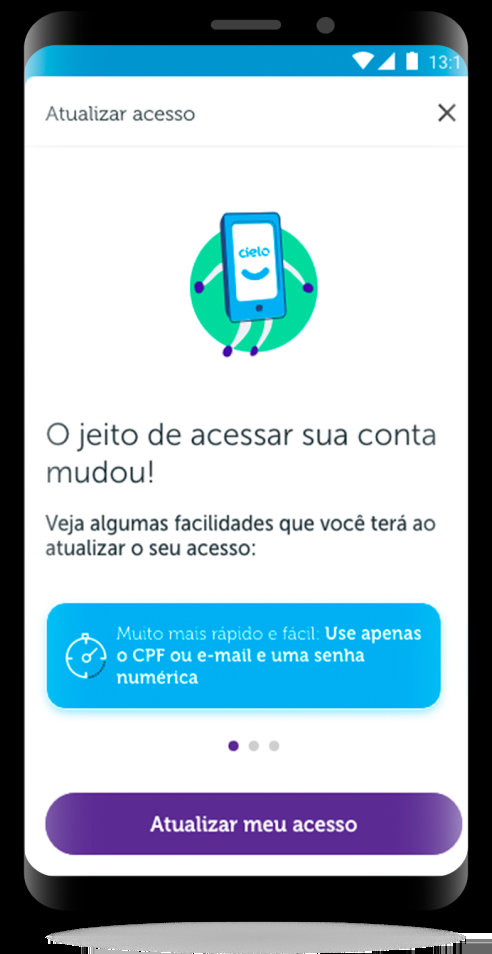 13:1
Atualizar acesso
cielo
O jeito de acessar sua conta
mudou!
Veja algumas facilidades que você terá ao
atualizar o seu acesso:
Muito mais rápido e fácil: Use apenas
o CPF ou e-mail e uma senha
numérica
Atualizar meu acesso